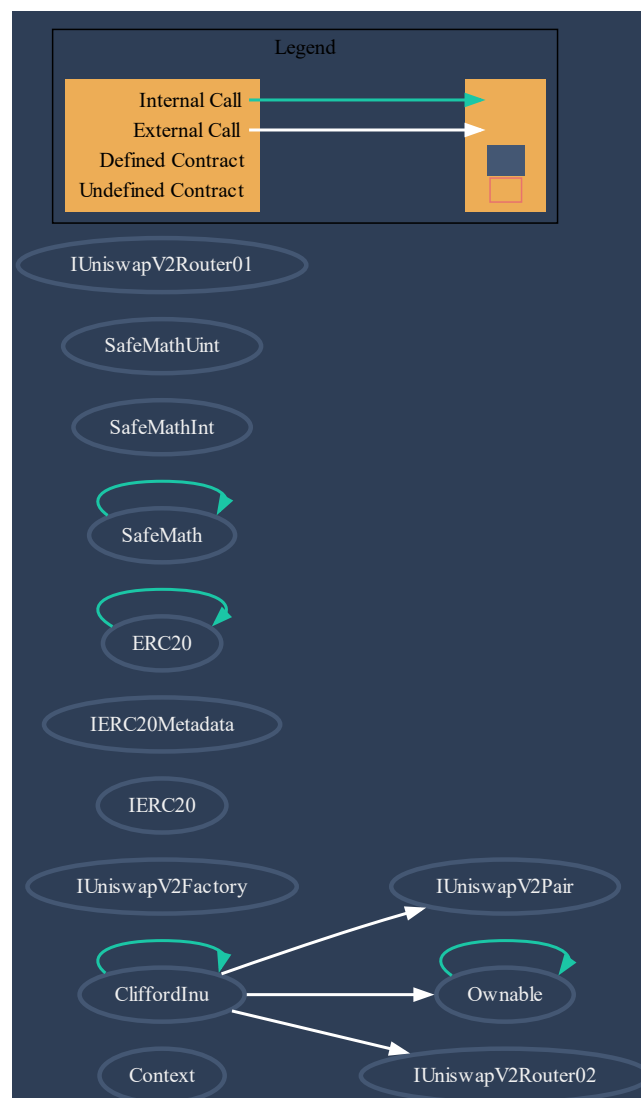 Legend
Internal Call
External Call
Defined Contract
Undefined Contract
IUniswapV2Router01
SafeMathUint
SafeMathInt
SafeMath
ERC20
IERC20Metadata
IERC20
IUniswapV2Factory
IUniswapV2Pair
CliffordInu
Ownable
Context
IUniswapV2Router02